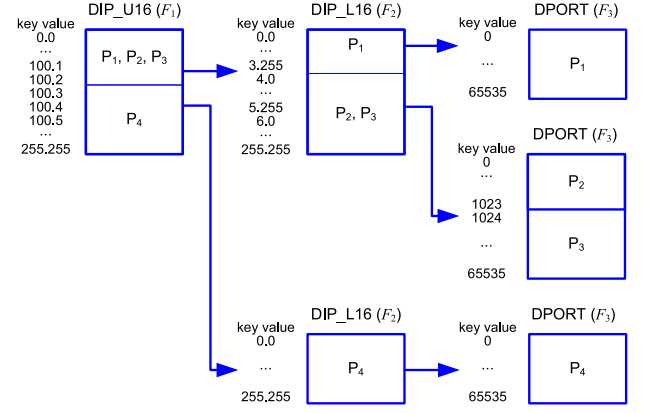 DIP_U16 (F₁)
key value
0.0
...
100.1
100.2
100.3
100.4
100.5
...
255.255
P₁, P₂, P₃
P₄
DIP_L16 (F₂)
key value
0.0
...
3.255
4.0
...
5.255
6.0
...
255.255
P₁
P₂, P₃
DPORT (F₃)
key value
0
...
65535
P₁
DPORT (F₃)
key value
0
...
1023
1024
...
65535
P₂
P₃
DIP_L16 (F₂)
key value
0.0
...
255.255
P₄
DPORT (F₃)
key value
0
...
65535
P₄